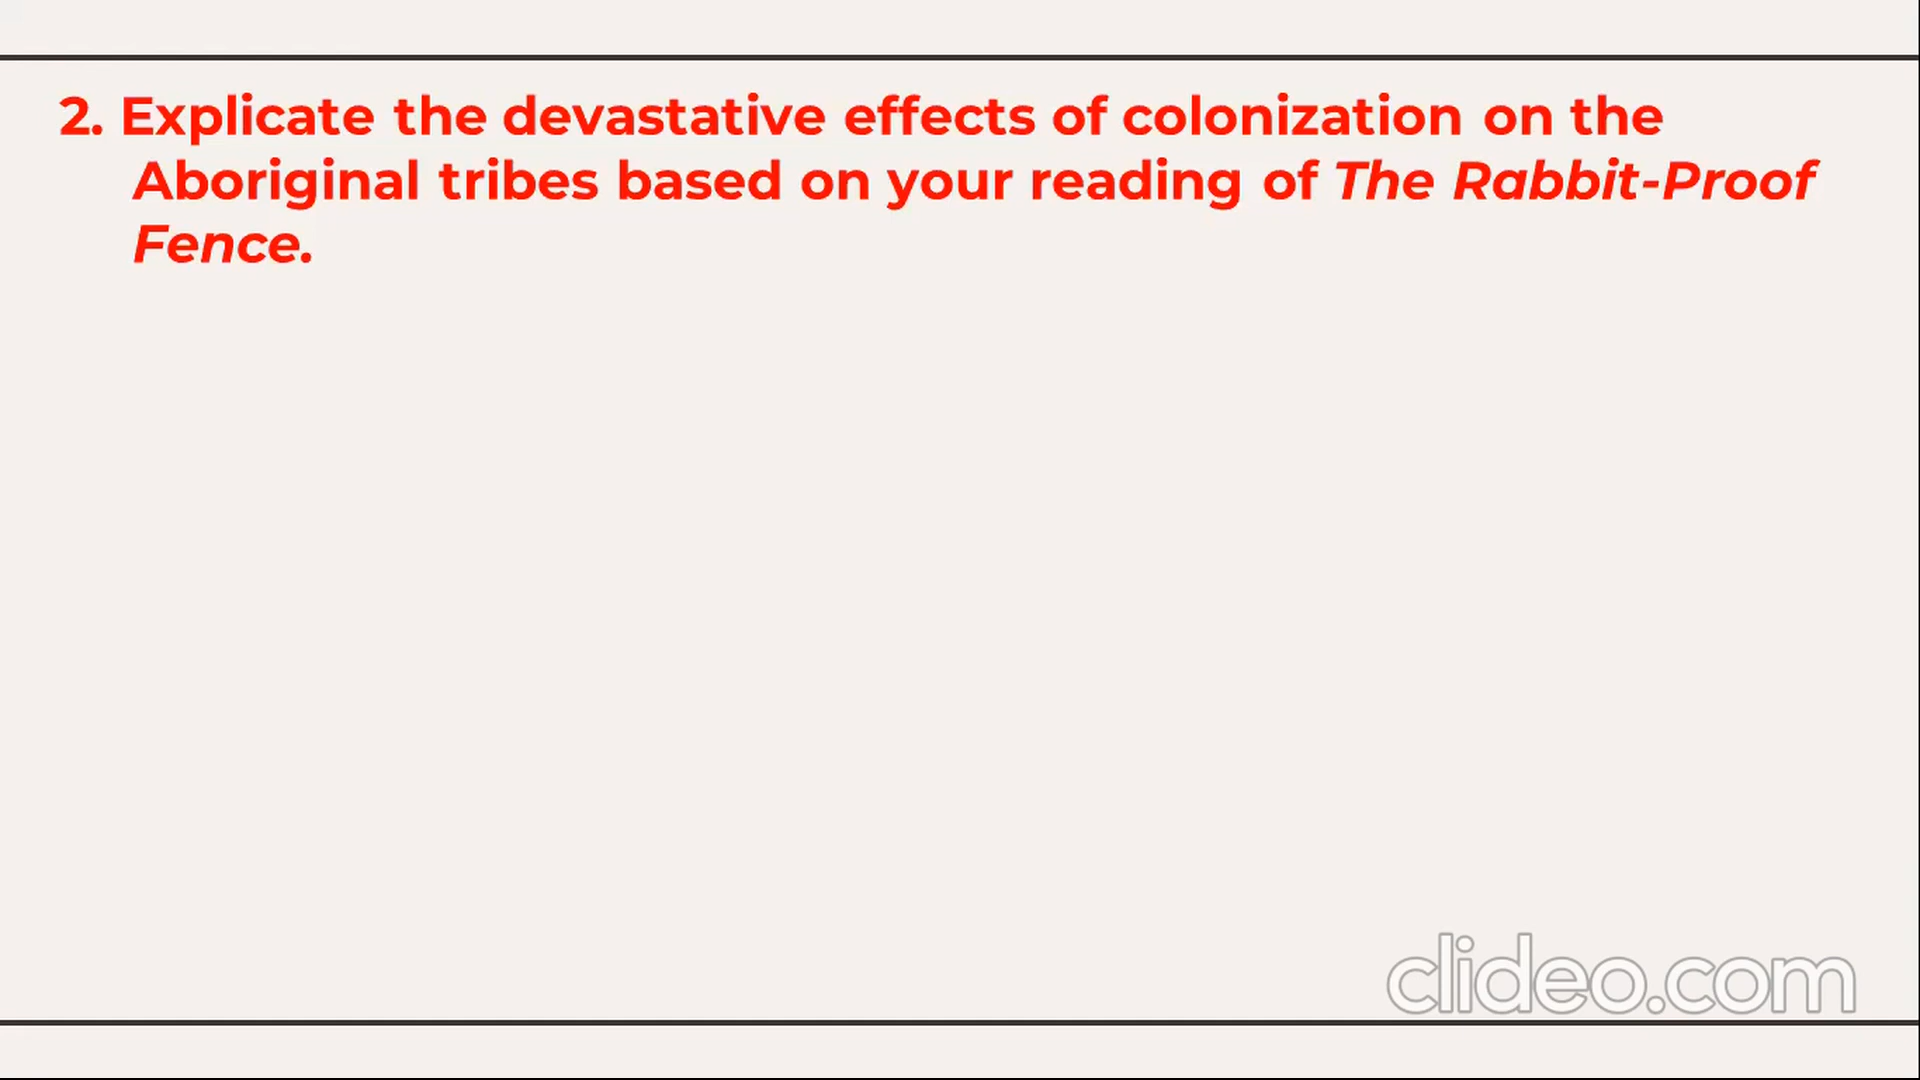 2. Explicate the devastative effects of colonization on the
Aboriginal tribes based on your reading of The Rabbit-Proof
Fence.
clideo.com